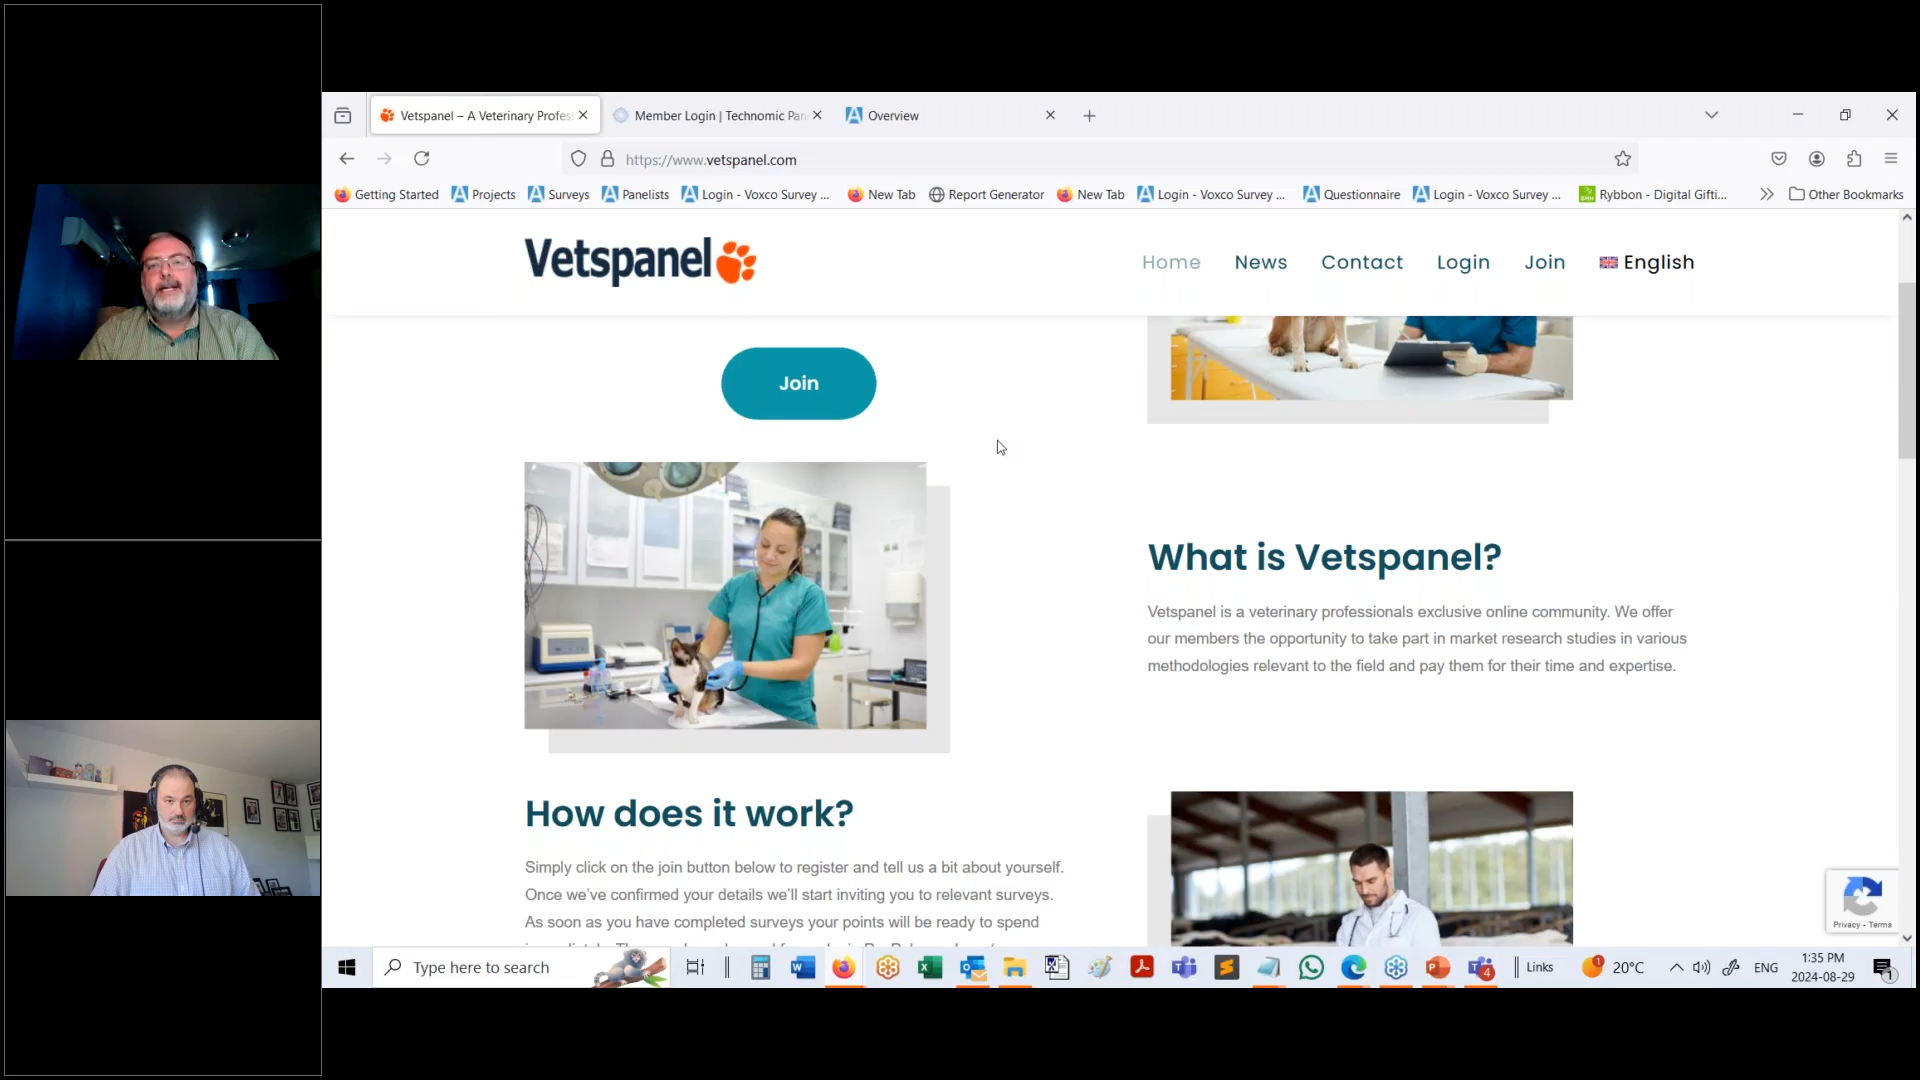 Vetspanel – A Veterinary Profes
Member Login | Technomic Pan
Overview
https://www.vetspanel.com
Getting Started
Projects
Surveys
Panelists
Login - Voxco Survey ...
New Tab
Report Generator
New Tab
Login - Voxco Survey ...
Questionnaire
Login - Voxco Survey ...
Rybbon - Digital Gifti...
Other Bookmarks
Vetspanel
Home
News
Contact
Login
Join
English
Join
What is Vetspanel?
Vetspanel is a veterinary professionals exclusive online community. We offer
our members the opportunity to take part in market research studies in various
methodologies relevant to the field and pay them for their time and expertise.
How does it work?
Simply click on the join button below to register and tell us a bit about yourself.
Once we've confirmed your details we'll start inviting you to relevant surveys.
As soon as you have completed surveys your points will be ready to spend
Privacy - Terms
Type here to search
4
Links
1
20°C
ENG
1:35 PM
2024-08-29
1